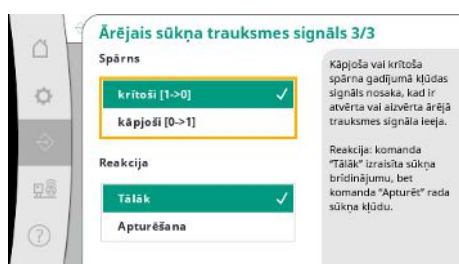 Ārējais sūkņa trauksmes signāls 3/3
Spārns
krītoši [1->0]
kāpjoši [0->1]
Reakcija
Tālāk
Apturēšana
Kāpjoša vai krītoša
spārna gadījumā kļūdas
signāls nosaka, kad ir
atvērta vai aizvērta ārējā
trauksmes signāla ieeja.
Reakcija: komanda
"Tālāk" izraisīta sūkņa
brīdinājumu, bet
komanda "Apturēt" rada
sūkņa kļūdu.